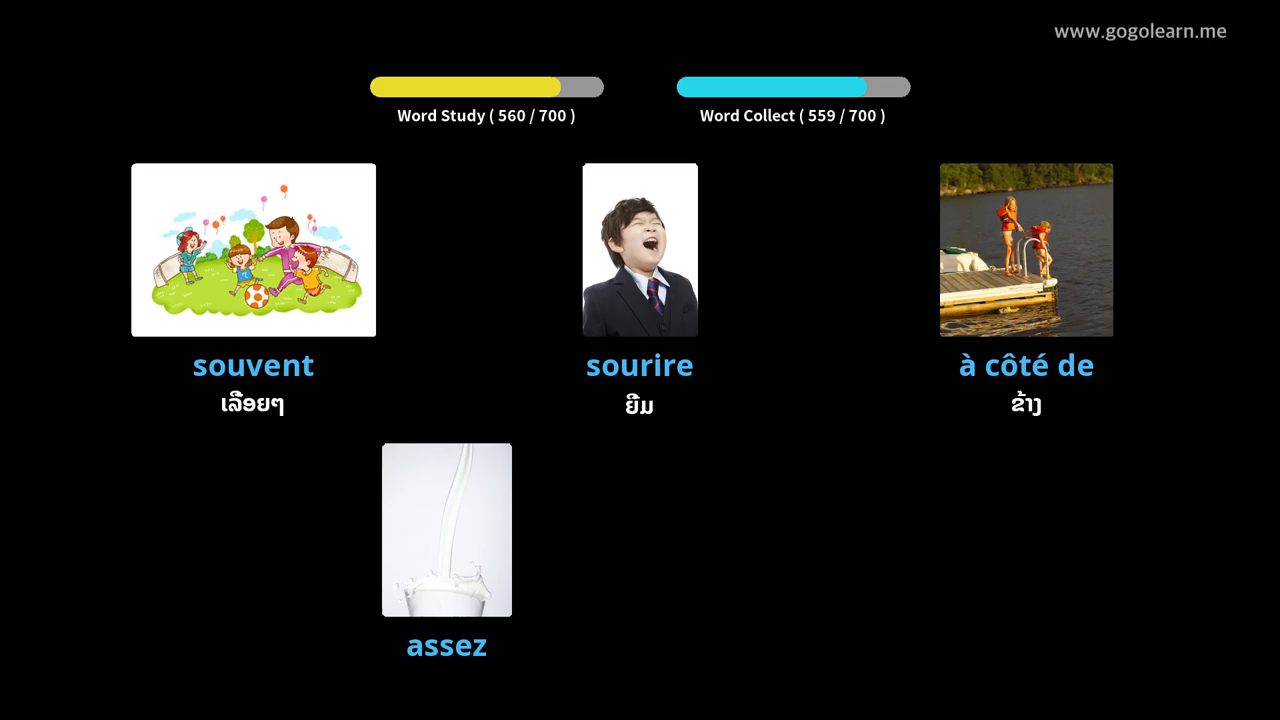 www.gogolearn.me
Word Study ( 560 / 700 )
Word Collect ( 559 / 700 )
souvent
ເລື້ອຍໆ
sourire
ຍິ້ມ
à côté de
ຂ້າງ
assez